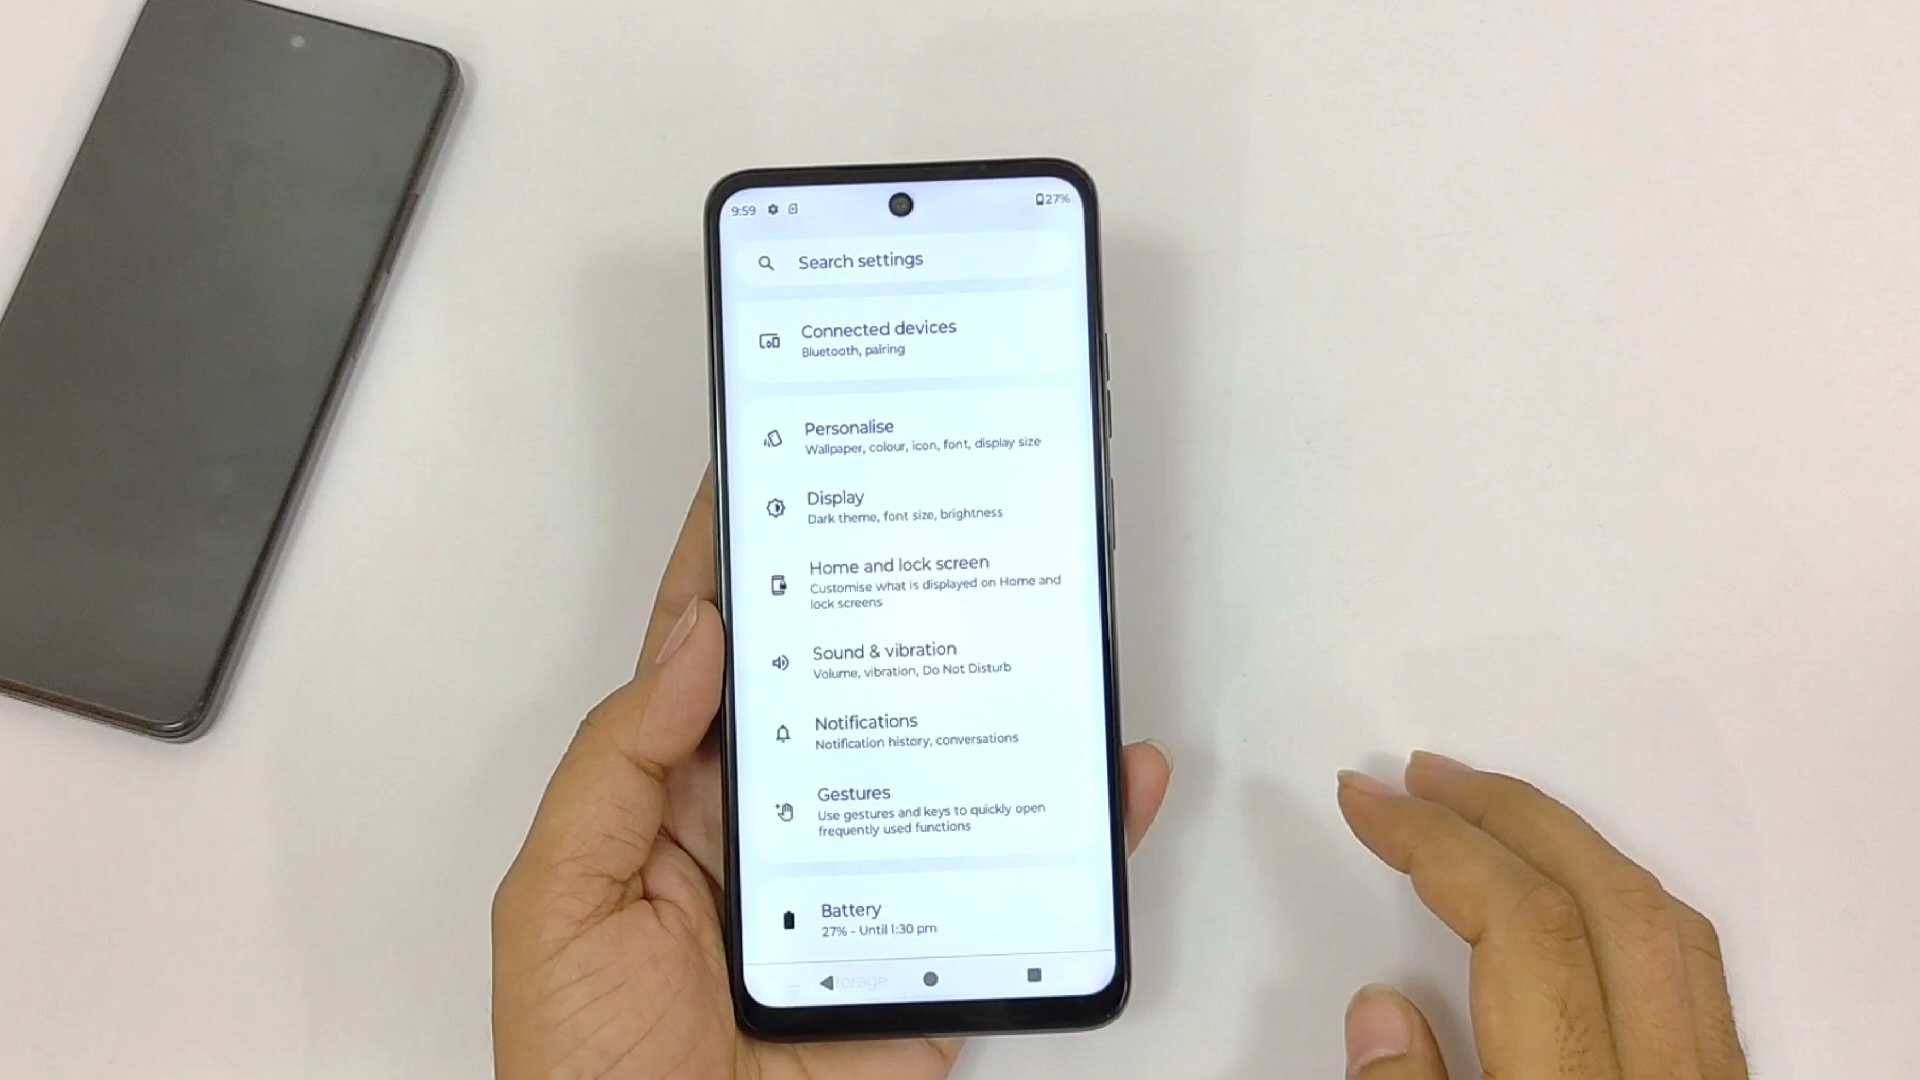 9:59
27%
Search settings
Connected devices
Bluetooth, pairing
Personalise
Wallpaper, colour, icon, font, display size
Display
Dark theme, font size, brightness
Home and lock screen
Customise what is displayed on Home and
lock screens
Sound & vibration
Volume, vibration, Do Not Disturb
Notifications
Notification history, conversations
Gestures
Use gestures and keys to quickly open
frequently used functions
Battery
27% - Until 1:30 pm
torage